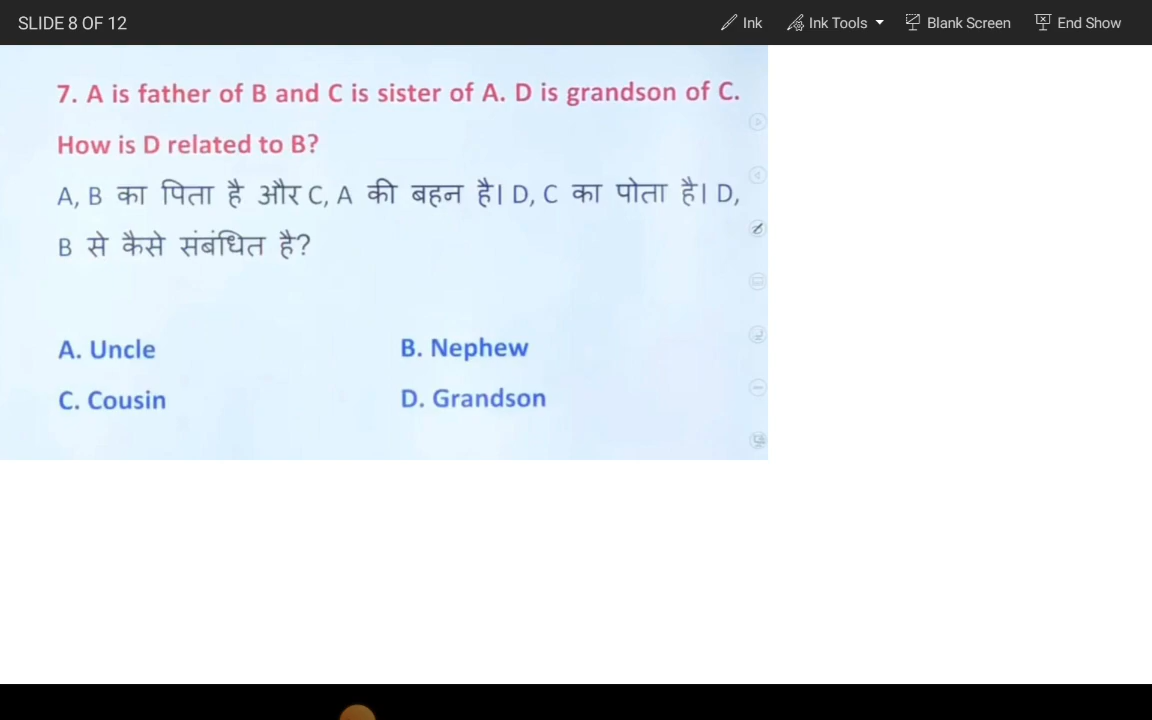 SLIDE 8 OF 12
Ink
Ink Tools
Blank Screen
End Show
7. A is father of B and C is sister of A. D is grandson of C.
How is D related to B?
A, B का पिता है और C, A की बहन है। D, C का पोता है। D,
B से कैसे संबंधित है?
A. Uncle
B. Nephew
C. Cousin
D. Grandson